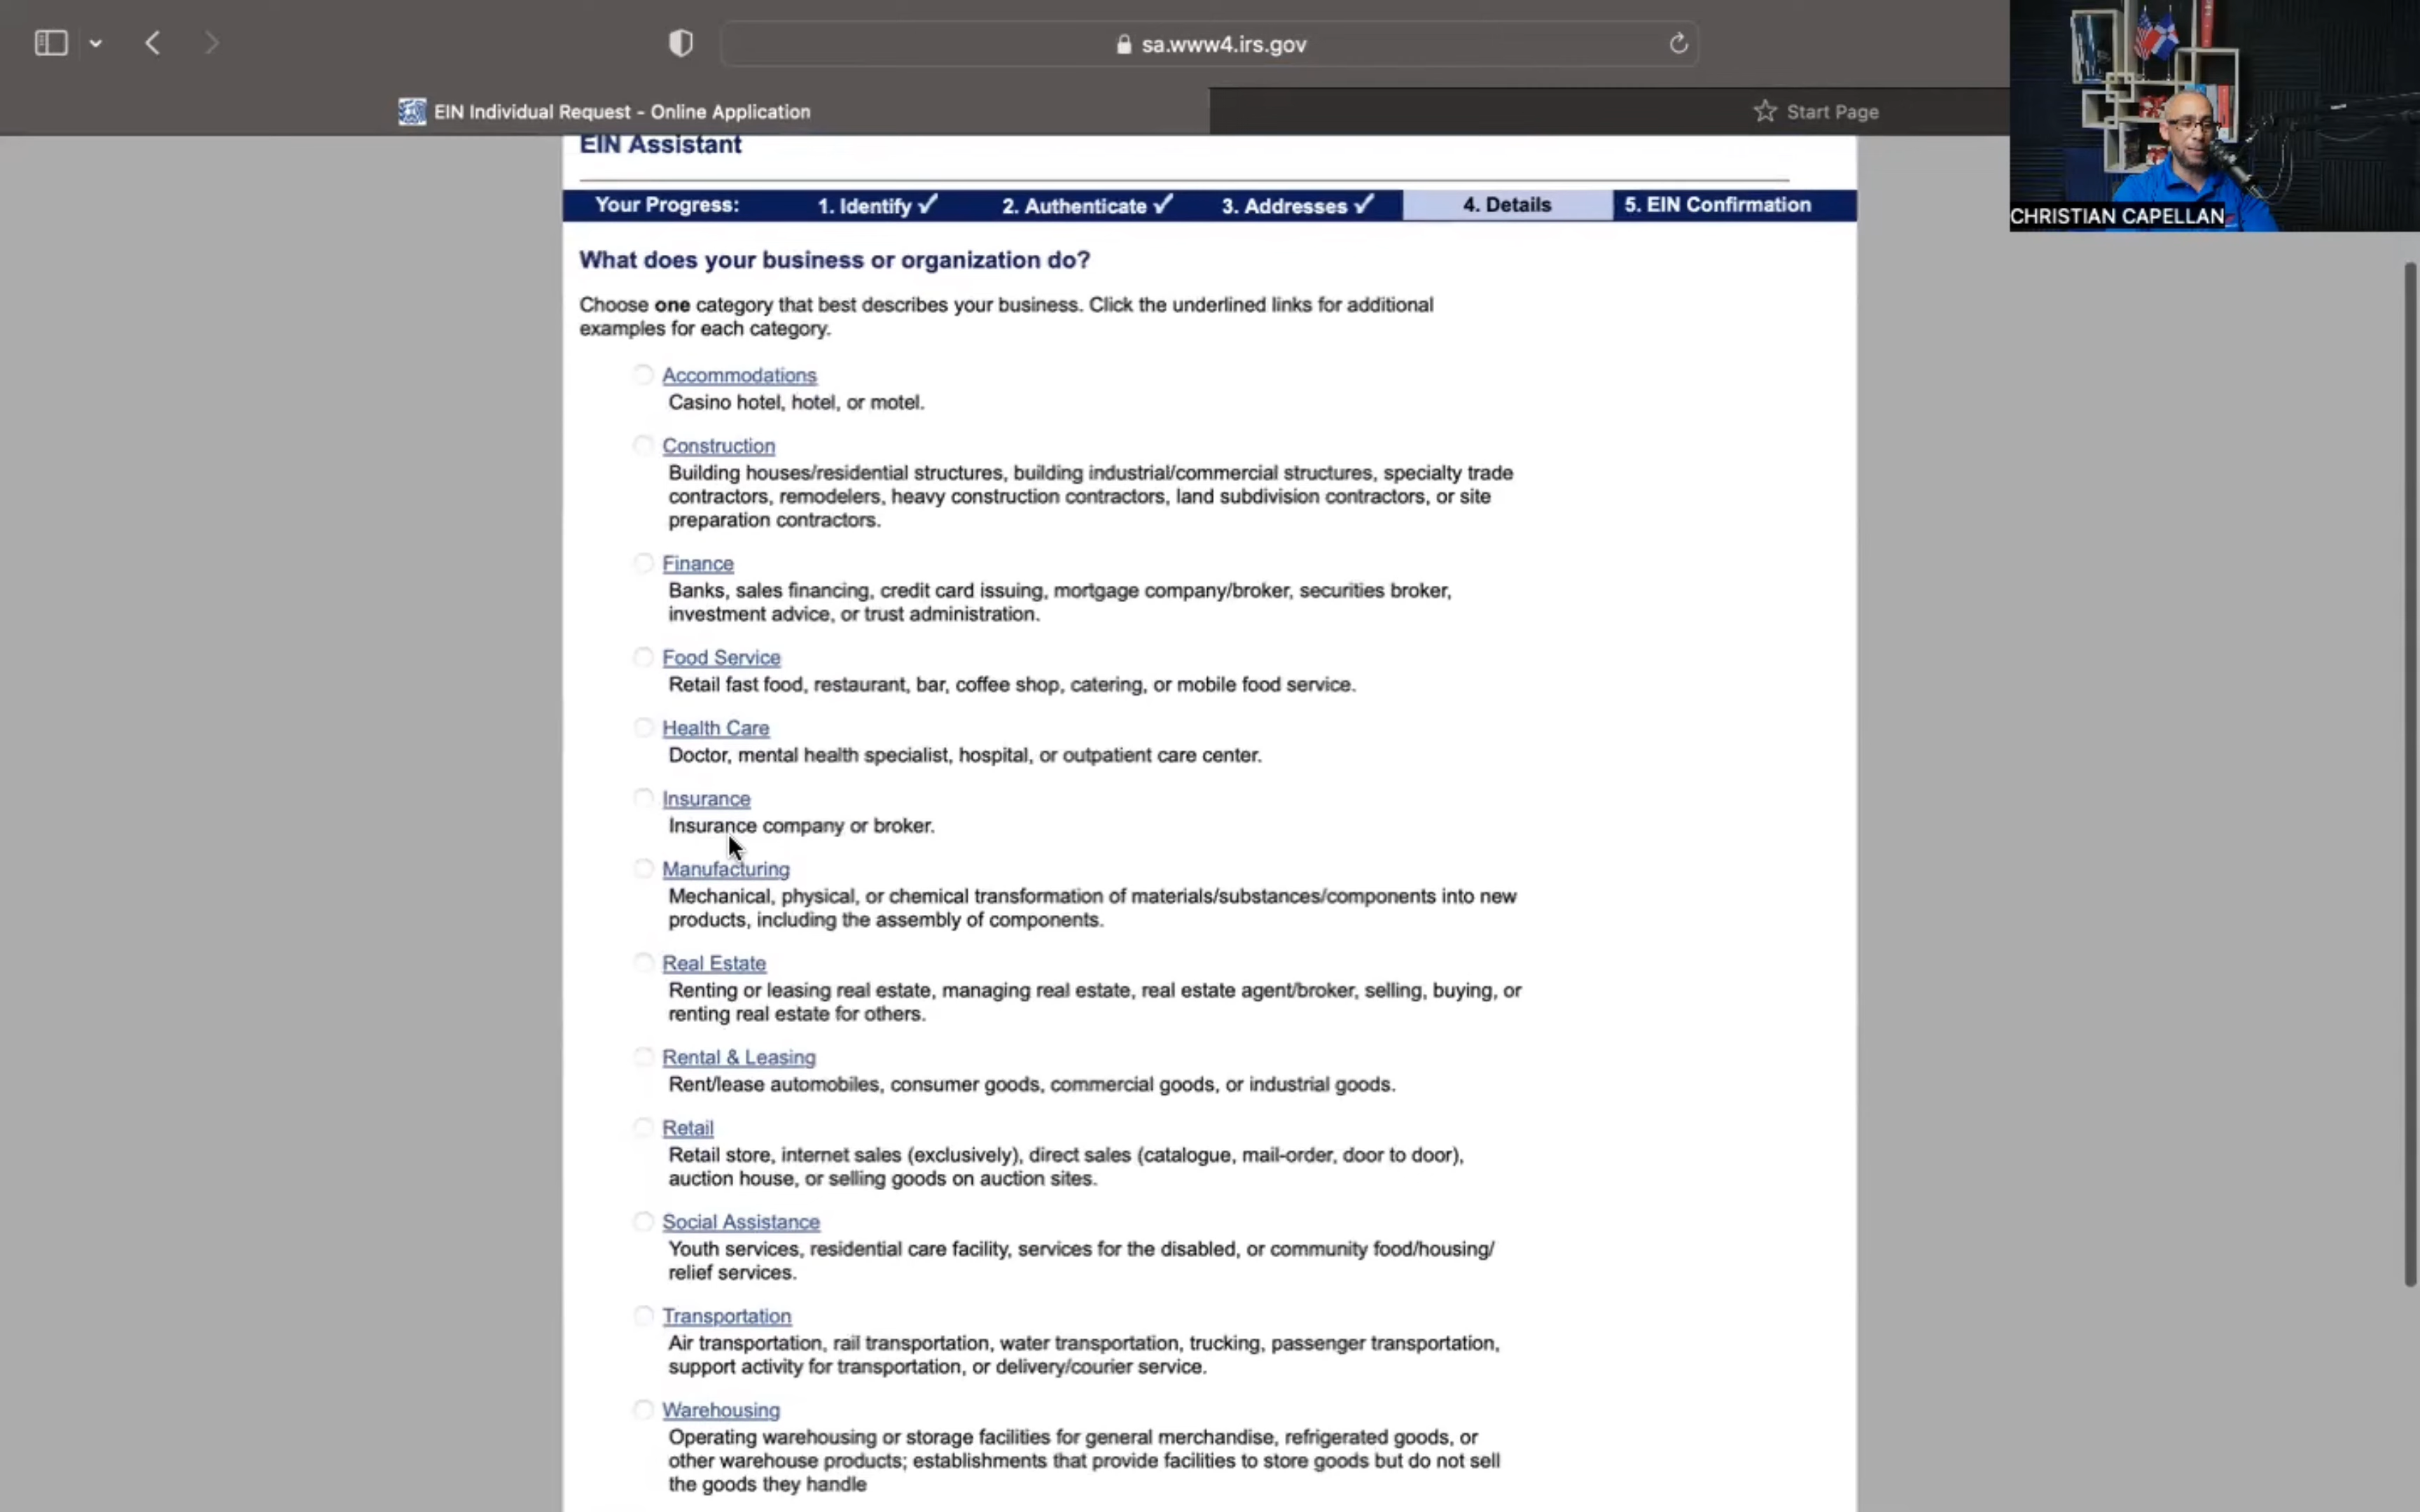 sa.www4.irs.gov
EIN Individual Request - Online Application
Start Page
CHRISTIAN CAPELLAN
EIN Assistant
Your Progress: 1. Identify ✓ 2. Authenticate ✓ 3. Addresses ✓ 4. Details 5. EIN Confirmation
What does your business or organization do?
Choose one category that best describes your business. Click the underlined links for additional
examples for each category.
Accommodations
Casino hotel, hotel, or motel.
Construction
Building houses/residential structures, building industrial/commercial structures, specialty trade
contractors, remodelers, heavy construction contractors, land subdivision contractors, or site
preparation contractors.
Finance
Banks, sales financing, credit card issuing, mortgage company/broker, securities broker,
investment advice, or trust administration.
Food Service
Retail fast food, restaurant, bar, coffee shop, catering, or mobile food service.
Health Care
Doctor, mental health specialist, hospital, or outpatient care center.
Insurance
Insurance company or broker.
Manufacturing
Mechanical, physical, or chemical transformation of materials/substances/components into new
products, including the assembly of components.
Real Estate
Renting or leasing real estate, managing real estate, real estate agent/broker, selling, buying, or
renting real estate for others.
Rental & Leasing
Rent/lease automobiles, consumer goods, commercial goods, or industrial goods.
Retail
Retail store, internet sales (exclusively), direct sales (catalogue, mail-order, door to door),
auction house, or selling goods on auction sites.
Social Assistance
Youth services, residential care facility, services for the disabled, or community food/housing/
relief services.
Transportation
Air transportation, rail transportation, water transportation, trucking, passenger transportation,
support activity for transportation, or delivery/courier service.
Warehousing
Operating warehousing or storage facilities for general merchandise, refrigerated goods, or
other warehouse products; establishments that provide facilities to store goods but do not sell
the goods they handle